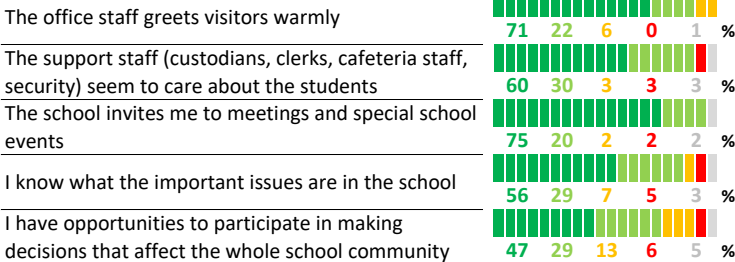 The office staff greets visitors warmly
71 22 6 0 1 %
The support staff (custodians, clerks, cafeteria staff,
security) seem to care about the students
60 30 3 3 3 %
The school invites me to meetings and special school
events
75 20 2 2 2 %
I know what the important issues are in the school
56 29 7 5 3 %
I have opportunities to participate in making
decisions that affect the whole school community
47 29 13 6 5 %